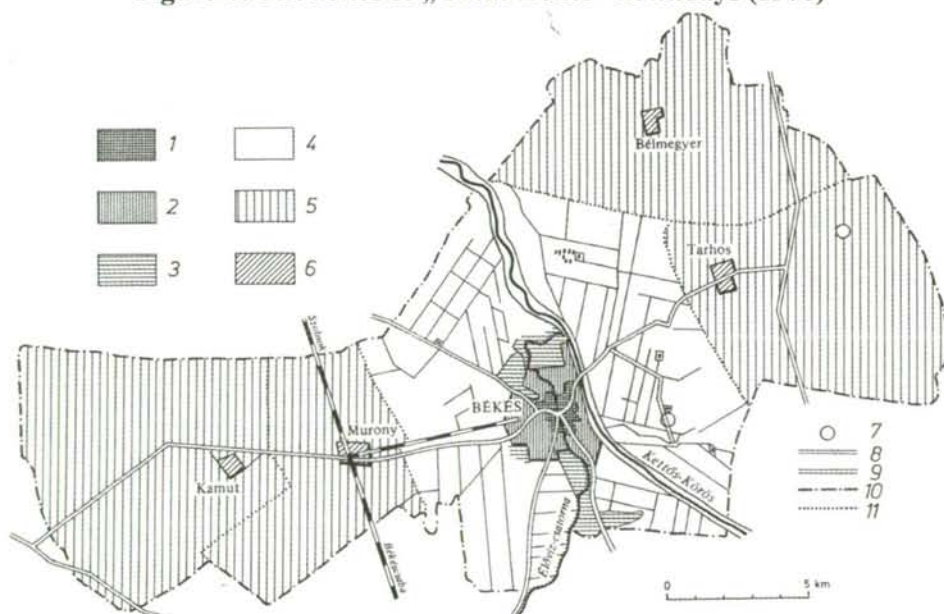 1
2
3
4
5
6
Bélmegyer
Tarhos
BÉKÉS
Murony
Kamut
Kettős-Körös
Élővíz-csatorna
Szolnok
Békéscsaba
7
8
9
10
11
0 5 km